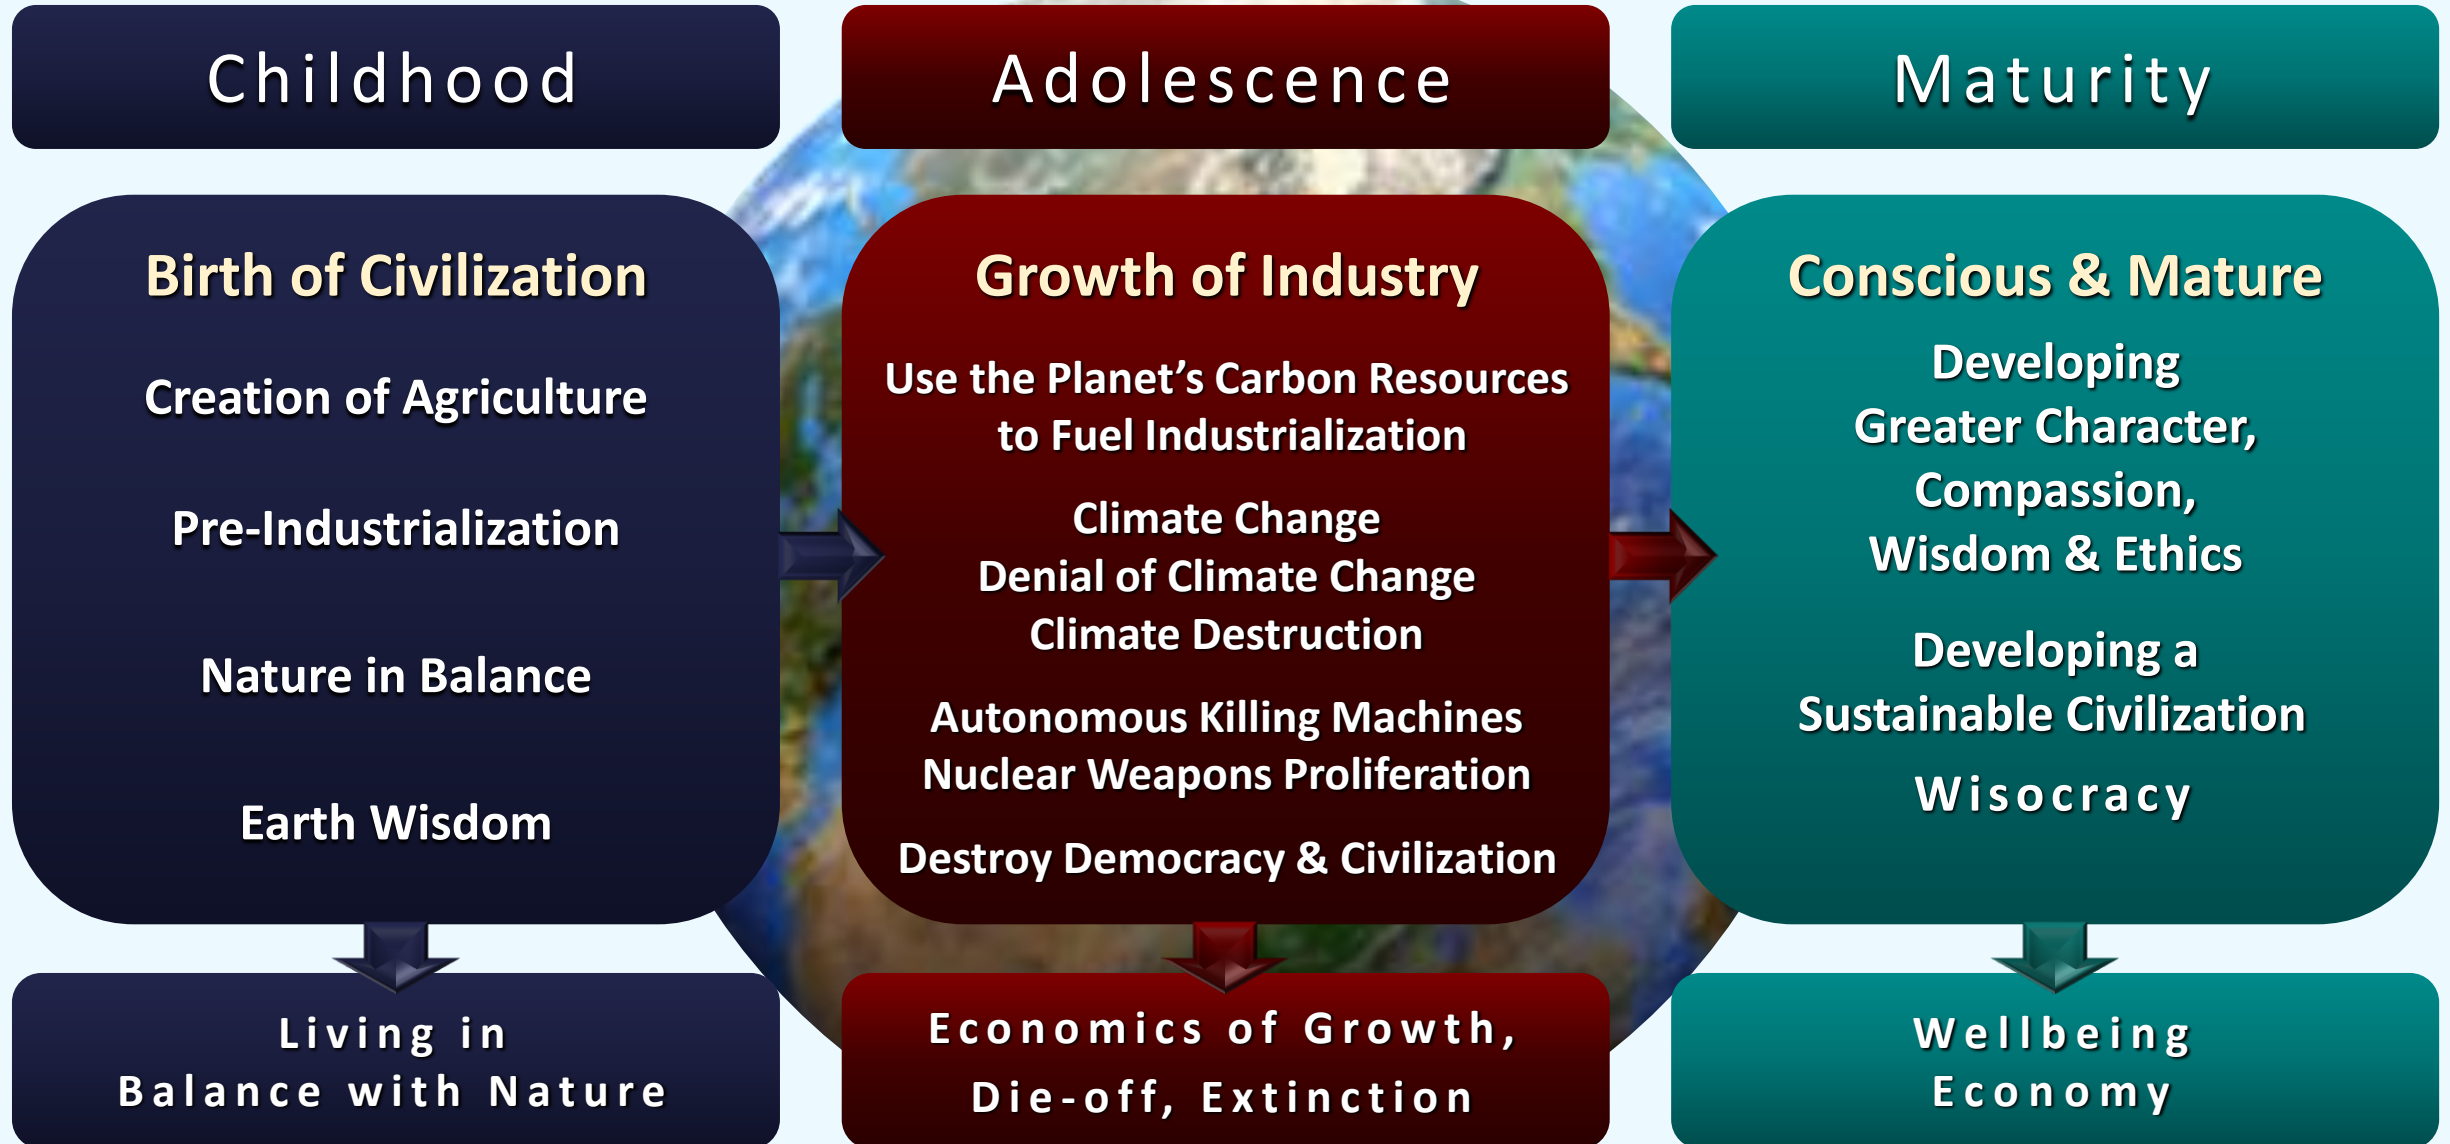 Childhood
Birth of Civilization
Creation of Agriculture
Pre-Industrialization
Nature in Balance
Earth Wisdom
Living in
Balance with Nature
Adolescence
Growth of Industry
Use the Planet’s Carbon Resources
to Fuel Industrialization
Climate Change
Denial of Climate Change
Climate Destruction
Autonomous Killing Machines
Nuclear Weapons Proliferation
Destroy Democracy & Civilization
Economics of Growth,
Die-off, Extinction
Maturity
Conscious & Mature
Developing
Greater Character,
Compassion,
Wisdom & Ethics
Developing a
Sustainable Civilization
Wisocracy
Wellbeing
Economy